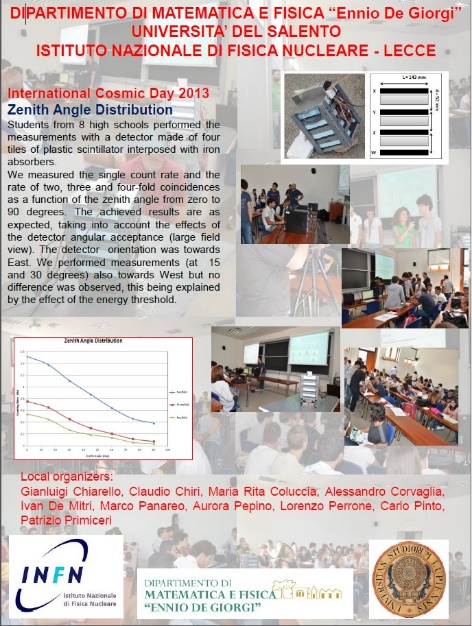 DIPARTIMENTO DI MATEMATICA E FISICA “Ennio De Giorgi”
UNIVERSITA’ DEL SALENTO
ISTITUTO NAZIONALE DI FISICA NUCLEARE - LECCE
International Cosmic Day 2013
Zenith Angle Distribution
Students from 8 high schools performed the
measurements with a detector made of four
tiles of plastic scintillator interposed with iron
absorbers.
We measured the single count rate and the
rate of two, three and four-fold coincidences
as a function of the zenith angle from zero to
90 degrees. The achieved results are as
expected, taking into account the effects of
the detector angular acceptance (large field
view). The detector orientation was towards
East. We performed measurements (at 15
and 30 degrees) also towards West but no
difference was observed, this being explained
by the effect of the energy threshold.
L= 142 mm
X
Y
Z
W
Zenith Angle Distribution
Local organizers:
Gianluigi Chiarello, Claudio Chiri, Maria Rita Coluccia, Alessandro Corvaglia,
Ivan De Mitri, Marco Panareo, Aurora Pepino, Lorenzo Perrone, Carlo Pinto,
Patrizio Primiceri
INFN
Istituto Nazionale
di Fisica Nucleare
DIPARTIMENTO DI
MATEMATICA E FISICA
“ENNIO DE GIORGI”